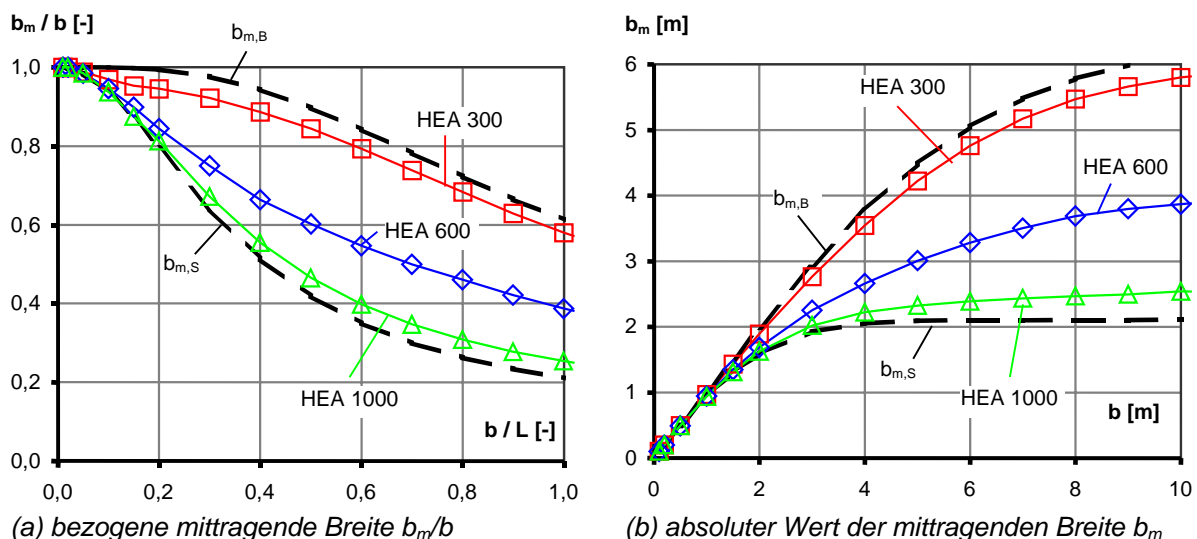 bm / b [-]
1,0
0,8
0,6
0,4
0,2
0,0
0,0 0,2 0,4 0,6 0,8 1,0
bm,B
HEA 300
HEA 600
bm,S
HEA 1000
b / L [-]
(a) bezogene mittragende Breite bm/b
bm [m]
6
5
4
3
2
1
0
0 2 4 6 8 10
HEA 300
HEA 600
bm,B
bm,S
HEA 1000
b [m]
(b) absoluter Wert der mittragenden Breite bm